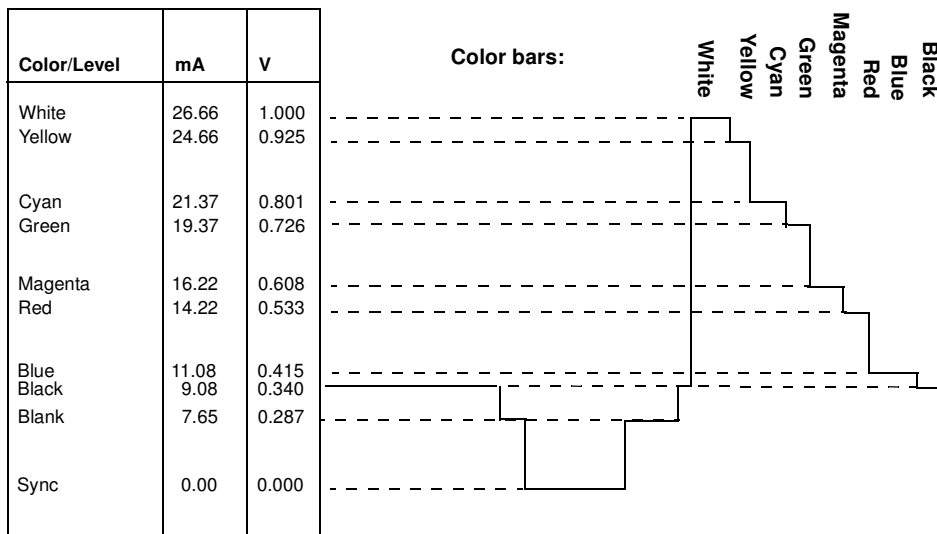 Color/Level mA V
White 26.66 1.000
Yellow 24.66 0.925
Cyan 21.37 0.801
Green 19.37 0.726
Magenta 16.22 0.608
Red 14.22 0.533
Blue 11.08 0.415
Black 9.08 0.340
Blank 7.65 0.287
Sync 0.00 0.000
Color bars:
White
Yellow
Cyan
Green
Magenta
Red
Blue
Black